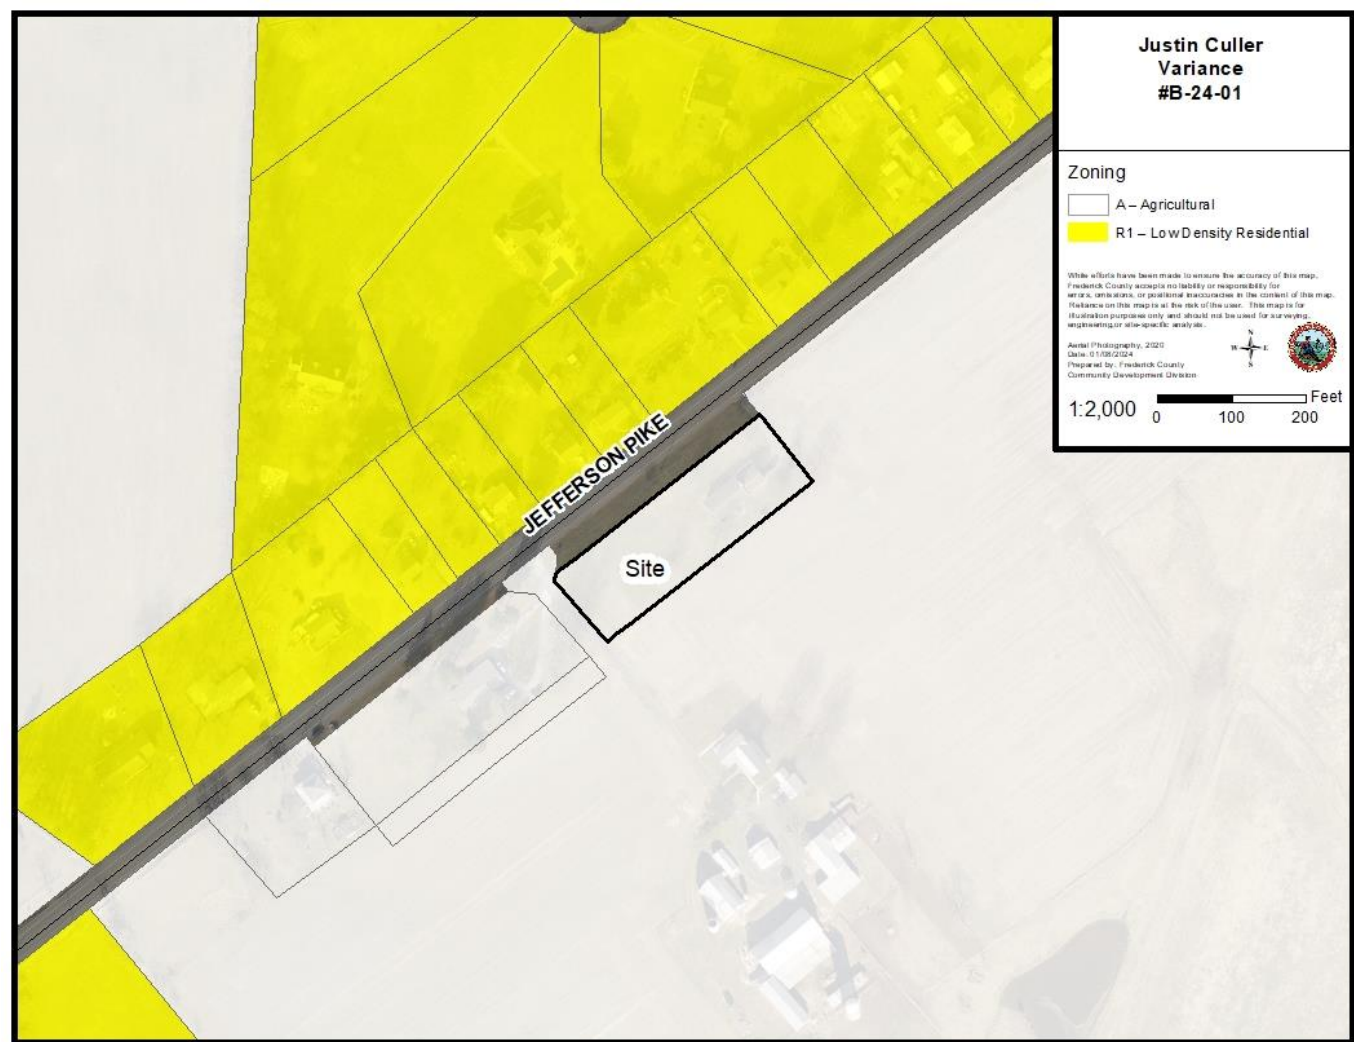 Justin Culler
Variance
#B-24-01
Zoning
A – Agricultural
R1 – Low Density Residential
While efforts have been made to ensure the accuracy of this map,
Frederick County accepts no liability or responsibility for
errors, omissions, or positional inaccuracies in the content of this map.
Reliance on this map is at the risk of the user. This map is for
illustration purposes only and should not be used for surveying,
engineering, or site-specific analysis.
Aerial Photography, 2020
Date: 01/08/2024
Prepared by: Frederick County
Community Development Division
N
W E
S
1:2,000
Feet
0 100 200
JEFFERSON PIKE
Site